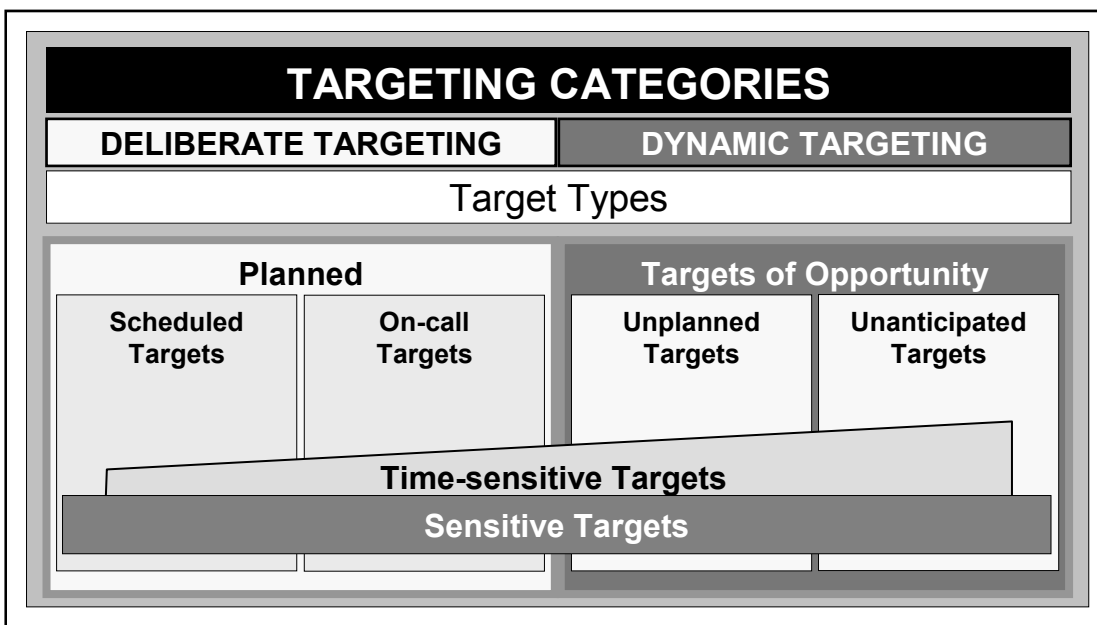 TARGETING CATEGORIES
DELIBERATE TARGETING
DYNAMIC TARGETING
Target Types
Planned
Scheduled
Targets
On-call
Targets
Targets of Opportunity
Unplanned
Targets
Unanticipated
Targets
Time-sensitive Targets
Sensitive Targets